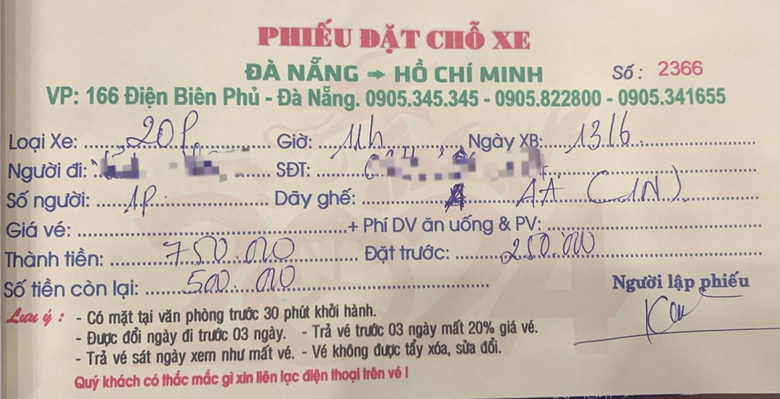 PHIẾU ĐẶT CHỖ XE
ĐÀ NẴNG ➡ HỒ CHÍ MINH Số : 2366
VP: 166 Điện Biên Phủ - Đà Nẵng. 0905.345.345 - 0905.822800 - 0905.341655
Loại Xe: 20P Giờ: 11h Ngày XB: 13/6
Người đi: SĐT:
Số người: 1P Dãy ghế: AA (IN)
Giá vé: + Phí DV ăn uống & PV:
Thành tiền: 750.000 Đặt trước: 250.000
Số tiền còn lại: 500 000 Người lập phiếu
Lưu ý : - Có mặt tại văn phòng trước 30 phút khởi hành.
- Được đổi ngày đi trước 03 ngày. - Trả vé trước 03 ngày mất 20% giá vé.
- Trả vé sát ngày xem như mất vé. - Vé không được tẩy xóa, sửa đổi.
Quý khách có thắc mắc gì xin liên lạc điện thoại trên vé !